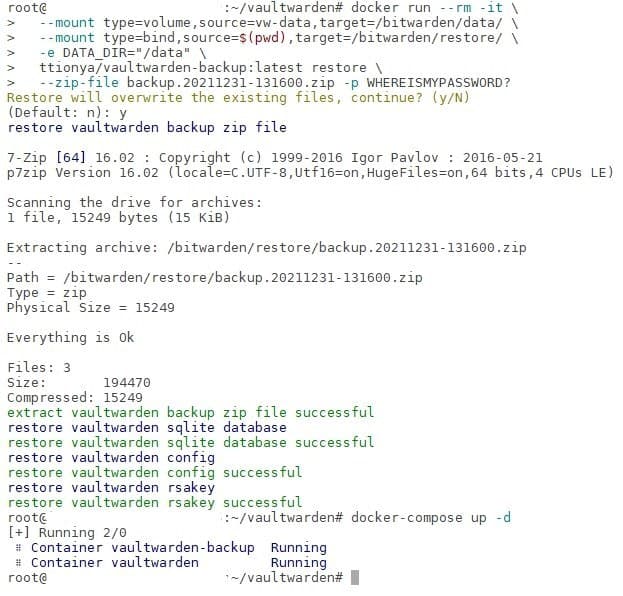 root@ :~/vaultwarden# docker run --rm -it \
> --mount type=volume,source=vw-data,target=/bitwarden/data/ \
> --mount type=bind,source=$(pwd),target=/bitwarden/restore/ \
> -e DATA_DIR="/data" \
> ttionya/vaultwarden-backup:latest restore \
> --zip-file backup.20211231-131600.zip -p WHEREISMYPASSWORD?
Restore will overwrite the existing files, continue? (y/N)
(Default: n): y
restore vaultwarden backup zip file
7-Zip [64] 16.02 : Copyright (c) 1999-2016 Igor Pavlov : 2016-05-21
p7zip Version 16.02 (locale=C.UTF-8,Utf16=on,HugeFiles=on,64 bits,4 CPUs LE)
Scanning the drive for archives:
1 file, 15249 bytes (15 KiB)
Extracting archive: /bitwarden/restore/backup.20211231-131600.zip
--
Path = /bitwarden/restore/backup.20211231-131600.zip
Type = zip
Physical Size = 15249
Everything is Ok
Files: 3
Size: 194470
Compressed: 15249
extract vaultwarden backup zip file successful
restore vaultwarden sqlite database
restore vaultwarden sqlite database successful
restore vaultwarden config
restore vaultwarden config successful
restore vaultwarden rsakey
restore vaultwarden rsakey successful
root@ :~/vaultwarden# docker-compose up -d
[+] Running 2/0
⠿ Container vaultwarden-backup Running
⠿ Container vaultwarden Running
root@ :~/vaultwarden#